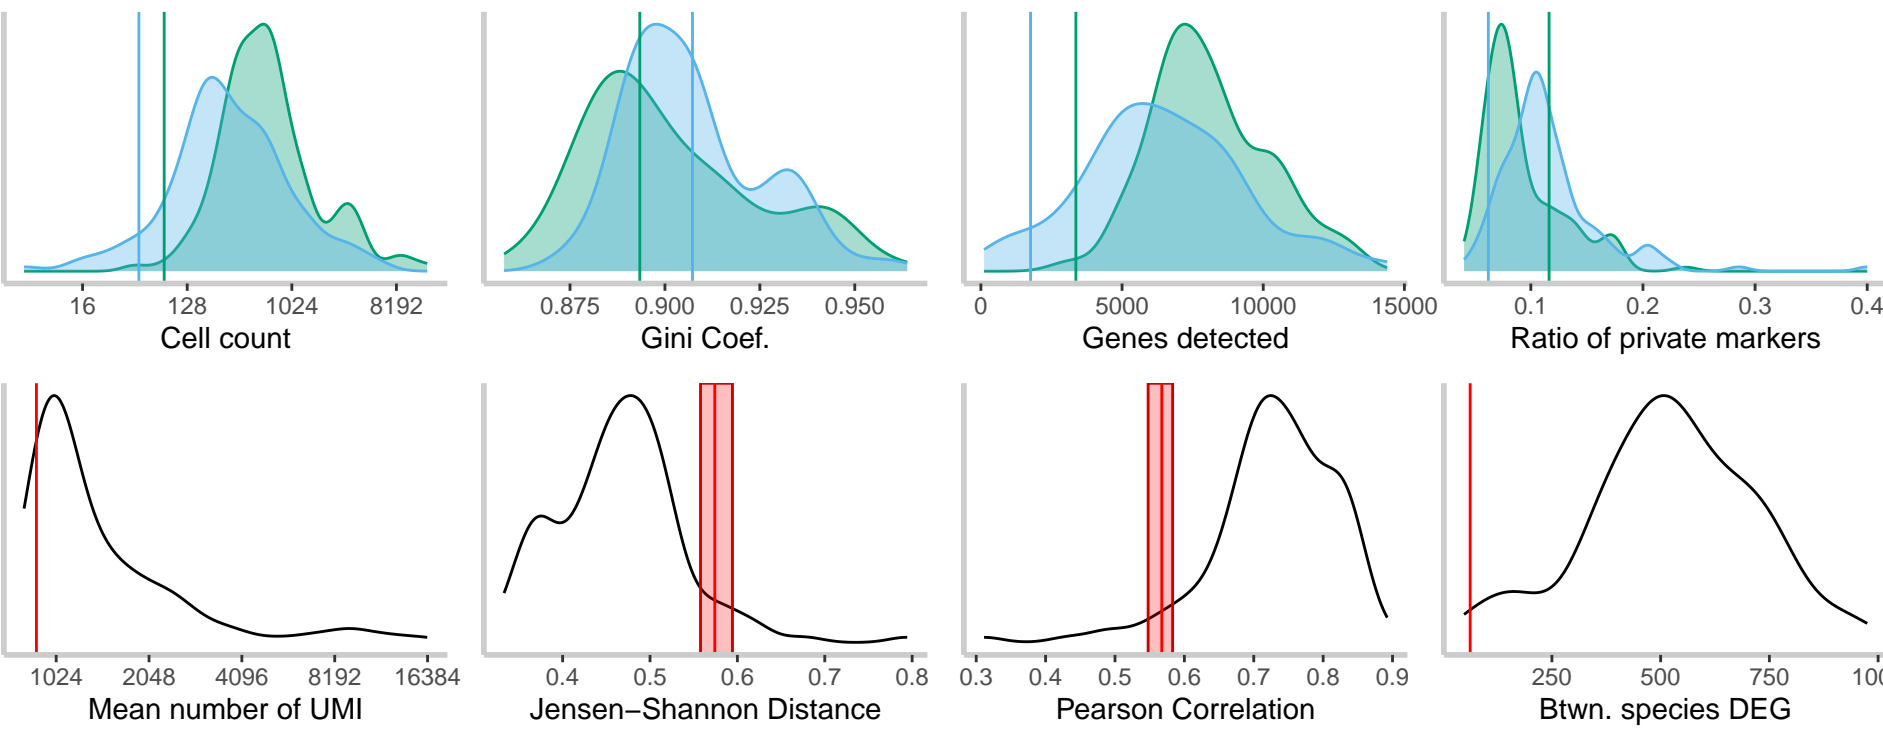 16 128 1024 8192
Cell count
0.875 0.900 0.925 0.950
Gini Coef.
0 5000 10000 14000
Genes detected
0.1 0.2 0.3 0.4
Ratio of private markers
1024 2048 4096 8192 16384
Mean number of UMI
0.4 0.5 0.6 0.7 0.8
Jensen−Shannon Distance
0.3 0.4 0.5 0.6 0.7 0.8 0.9
Pearson Correlation
250 500 750 100
Btwn. species DEG